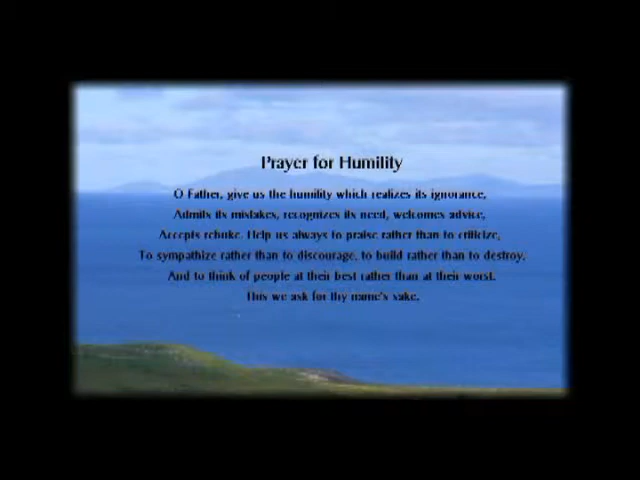 Prayer for Humility
O Father, give us the humility which realizes its ignorance,
Admits its mistakes, recognizes its need, welcomes advice,
Accepts rebuke. Help us always to praise rather than to criticize,
To sympathize rather than to discourage, to build rather than to destroy,
And to think of people at their best rather than at their worst.
This we ask for thy name's sake.